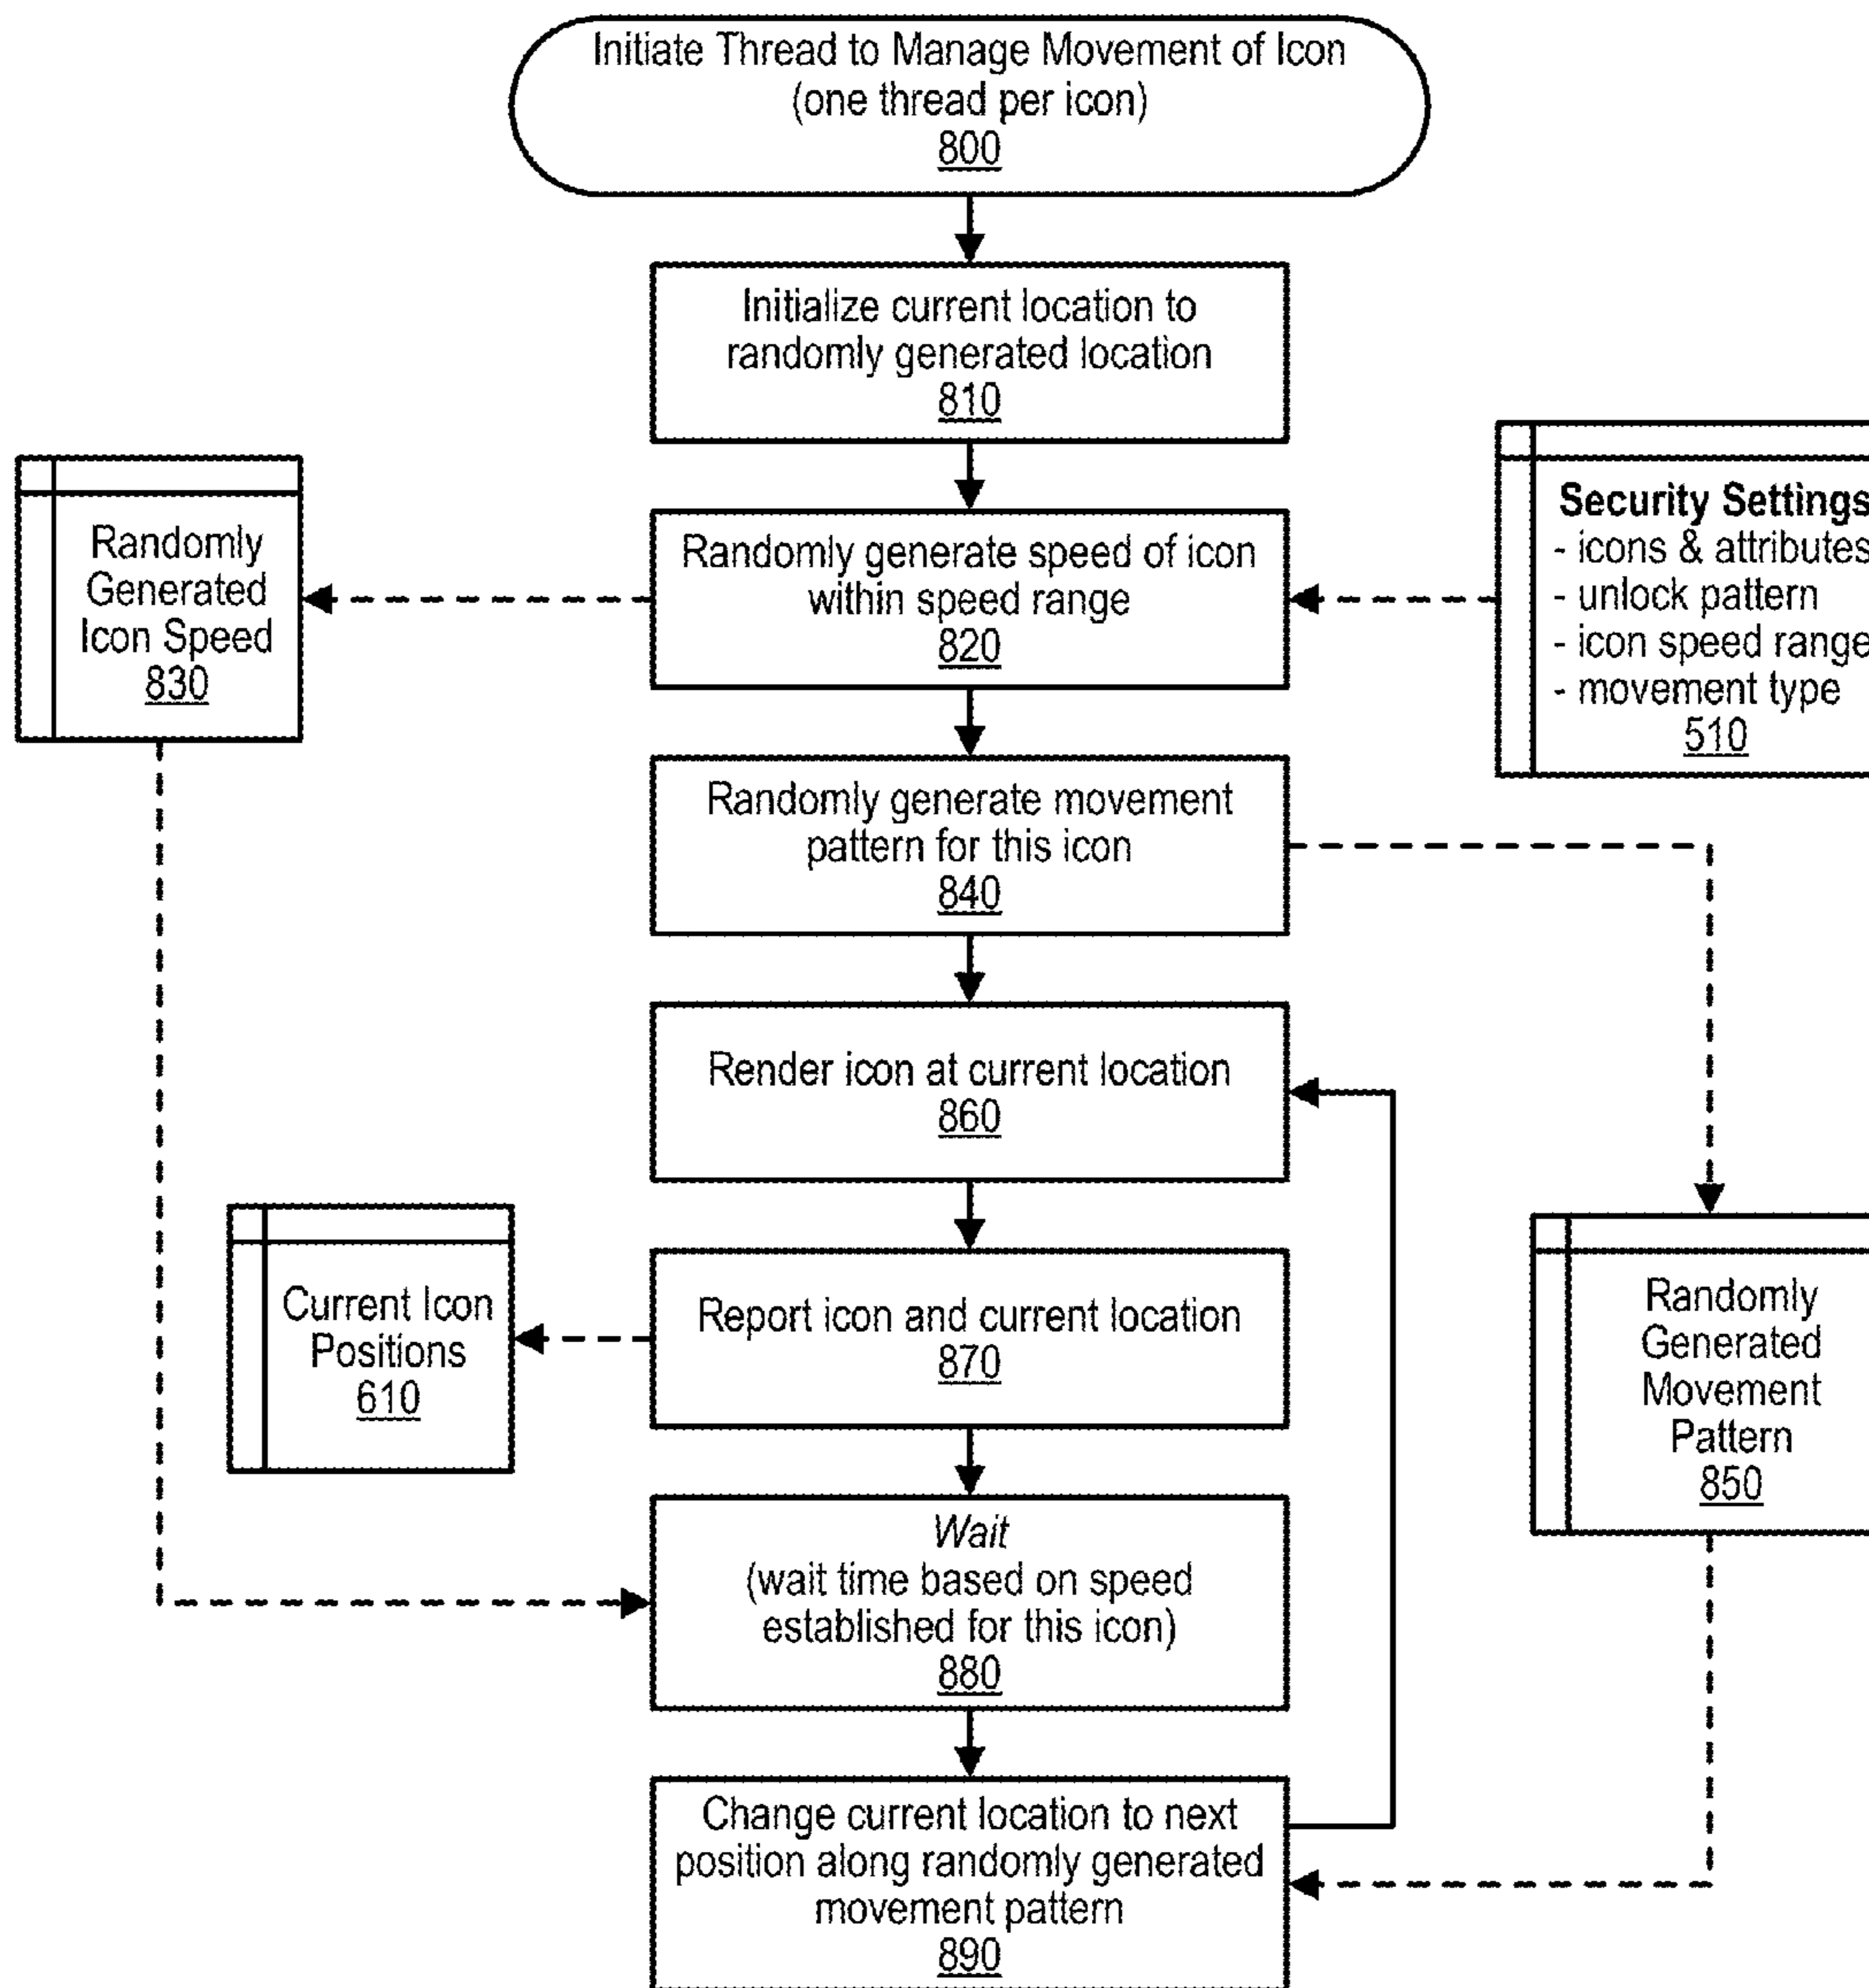 Initiate Thread to Manage Movement of Icon
(one thread per icon)
800
Initialize current location to
randomly generated location
810
Randomly
Generated
Icon Speed
830
Randomly generate speed of icon
within speed range
820
Security Settings
- icons & attributes
- unlock pattern
- icon speed range
- movement type
510
Randomly generate movement
pattern for this icon
840
Render icon at current location
860
Current Icon
Positions
610
Report icon and current location
870
Randomly
Generated
Movement
Pattern
850
Wait
(wait time based on speed
established for this icon)
880
Change current location to next
position along randomly generated
movement pattern
890